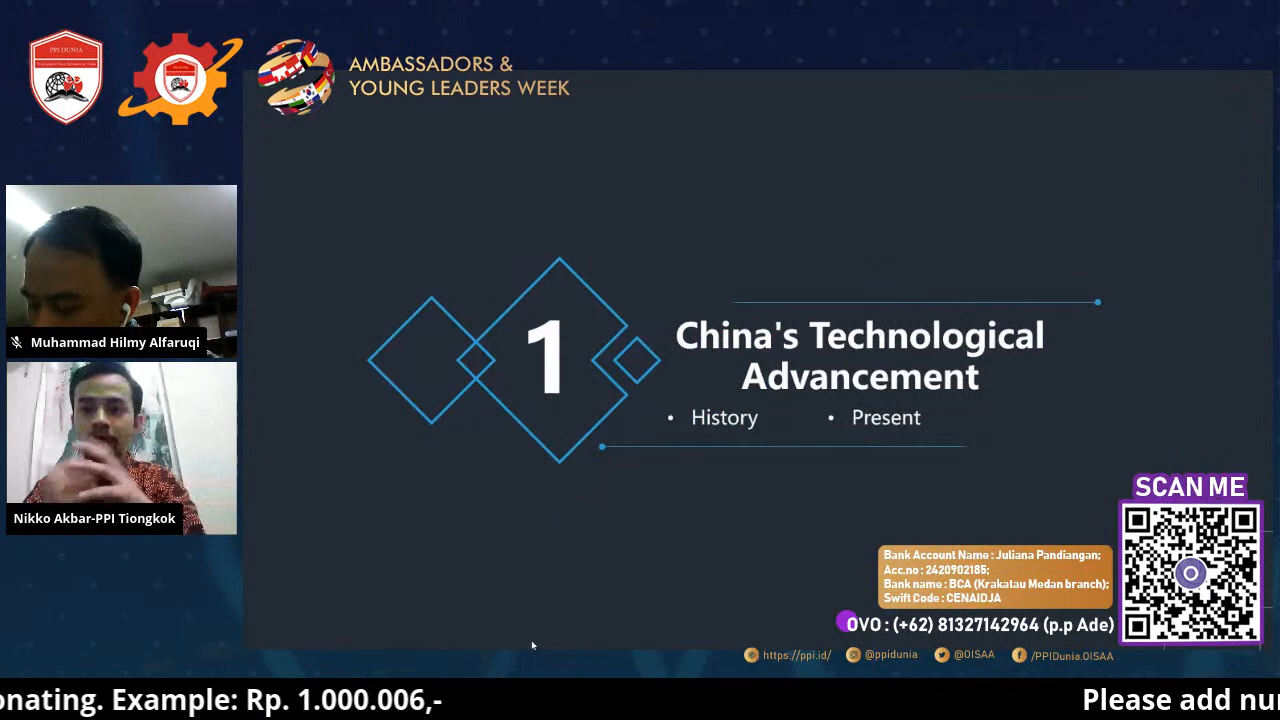 PPI DUNIA
AMBASSADORS &
YOUNG LEADERS WEEK
Muhammad Hilmy Alfaruqi
Nikko Akbar-PPI Tiongkok
1
China's Technological
Advancement
• History • Present
SCAN ME
Bank Account Name : Juliana Pandiangan;
Acc.no : 2420902185;
Bank name : BCA (Krakatau Medan branch);
Swift Code : CENAIDJA
OVO : (+62) 81327142964 (p.p Ade)
https://ppi.id/ @ppidunia @OISAA /PPIDunia.OISAA
onating. Example: Rp. 1.000.006,- Please add nu